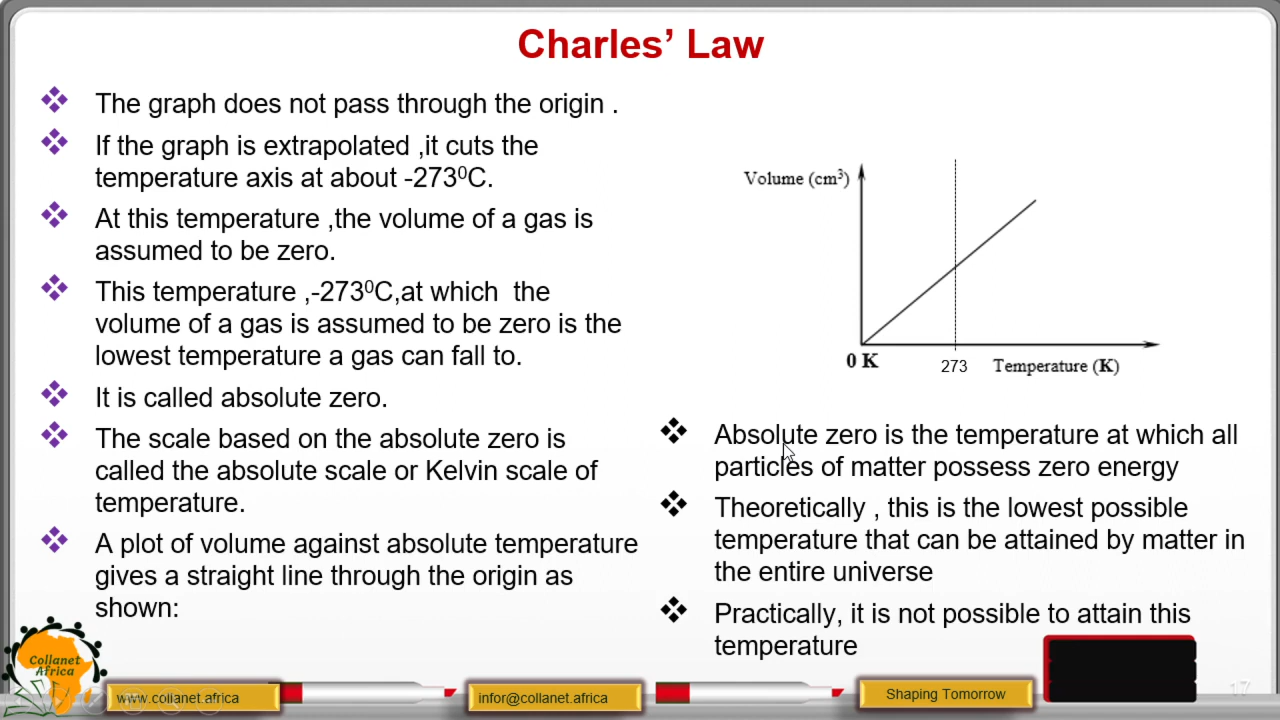 Charles’ Law
The graph does not pass through the origin .
If the graph is extrapolated ,it cuts the
temperature axis at about -273⁰C.
At this temperature ,the volume of a gas is
assumed to be zero.
This temperature ,-273⁰C,at which the
volume of a gas is assumed to be zero is the
lowest temperature a gas can fall to.
It is called absolute zero.
The scale based on the absolute zero is
called the absolute scale or Kelvin scale of
temperature.
A plot of volume against absolute temperature
gives a straight line through the origin as
shown:
Volume (cm³)
0 K
273
Temperature (K)
Absolute zero is the temperature at which all
particles of matter possess zero energy
Theoretically , this is the lowest possible
temperature that can be attained by matter in
the entire universe
Practically, it is not possible to attain this
temperature
Collanet
Africa
www.collanet.africa
infor@collanet.africa
Shaping Tomorrow
17